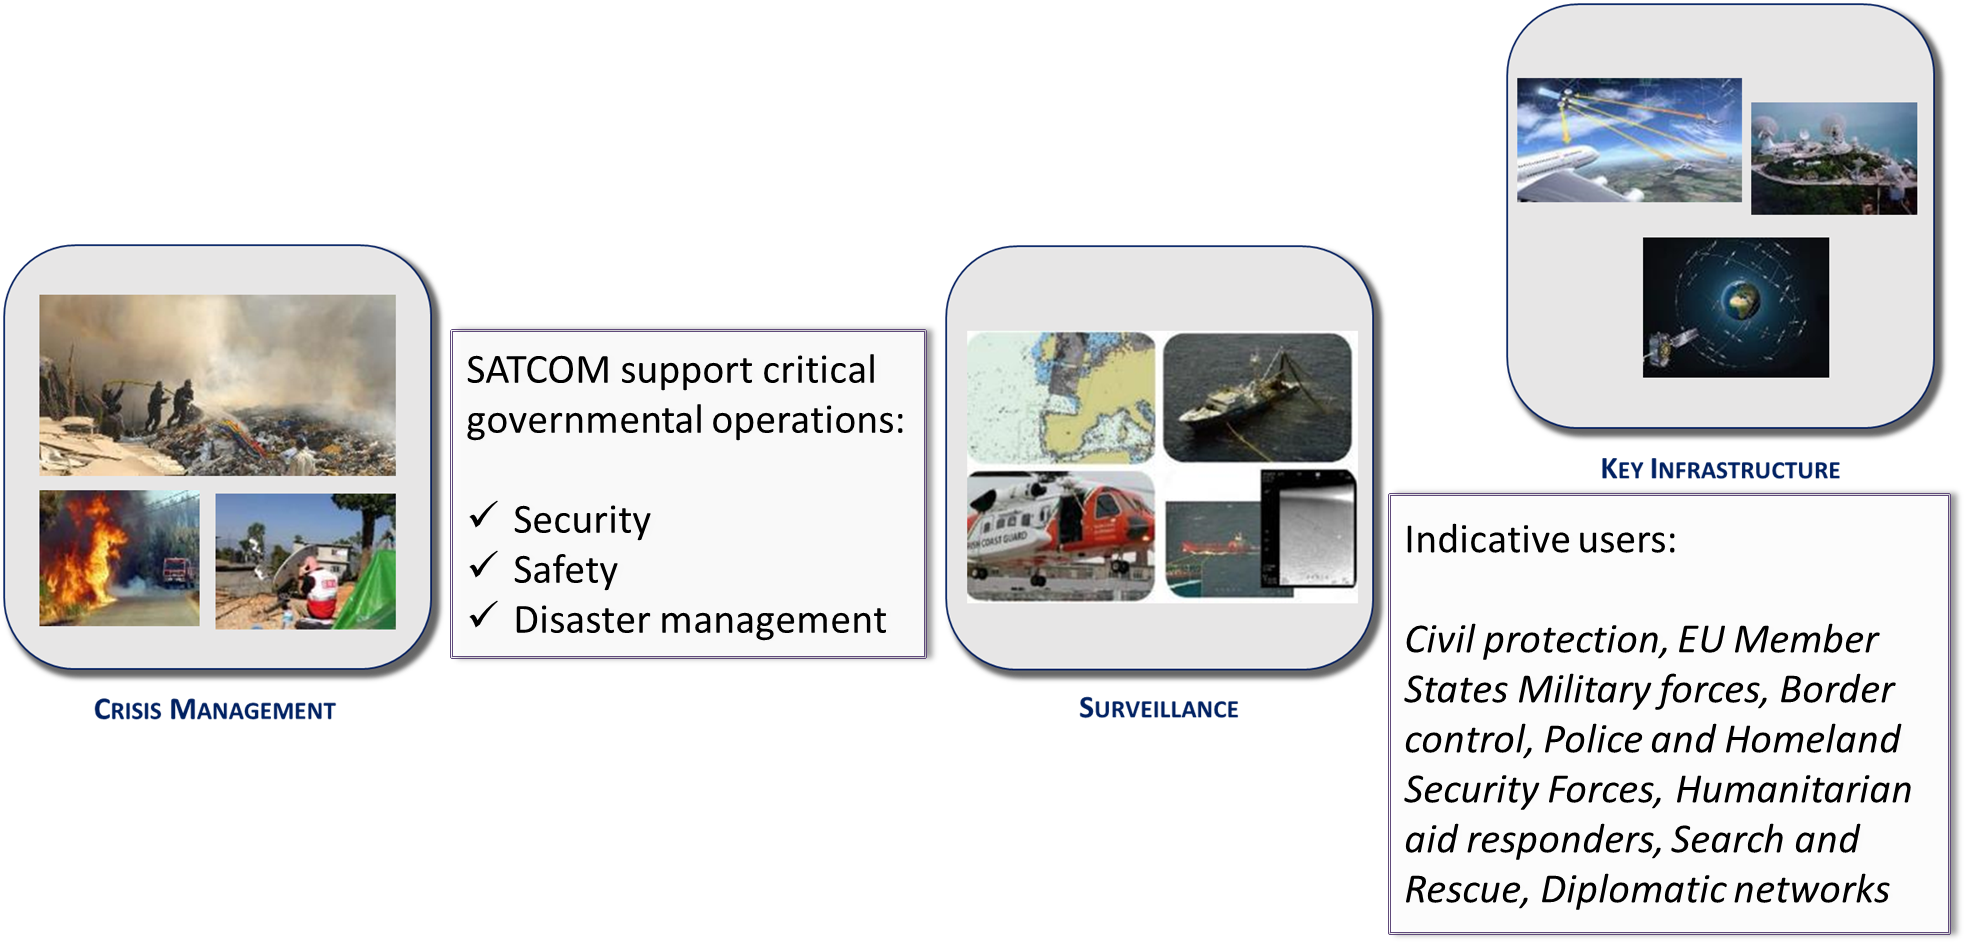 SATCOM support critical
governmental operations:
✓ Security
✓ Safety
✓ Disaster management
CRISIS MANAGEMENT
COAST GUARD
SURVEILLANCE
KEY INFRASTRUCTURE
Indicative users:
Civil protection, EU Member
States Military forces, Border
control, Police and Homeland
Security Forces, Humanitarian
aid responders, Search and
Rescue, Diplomatic networks